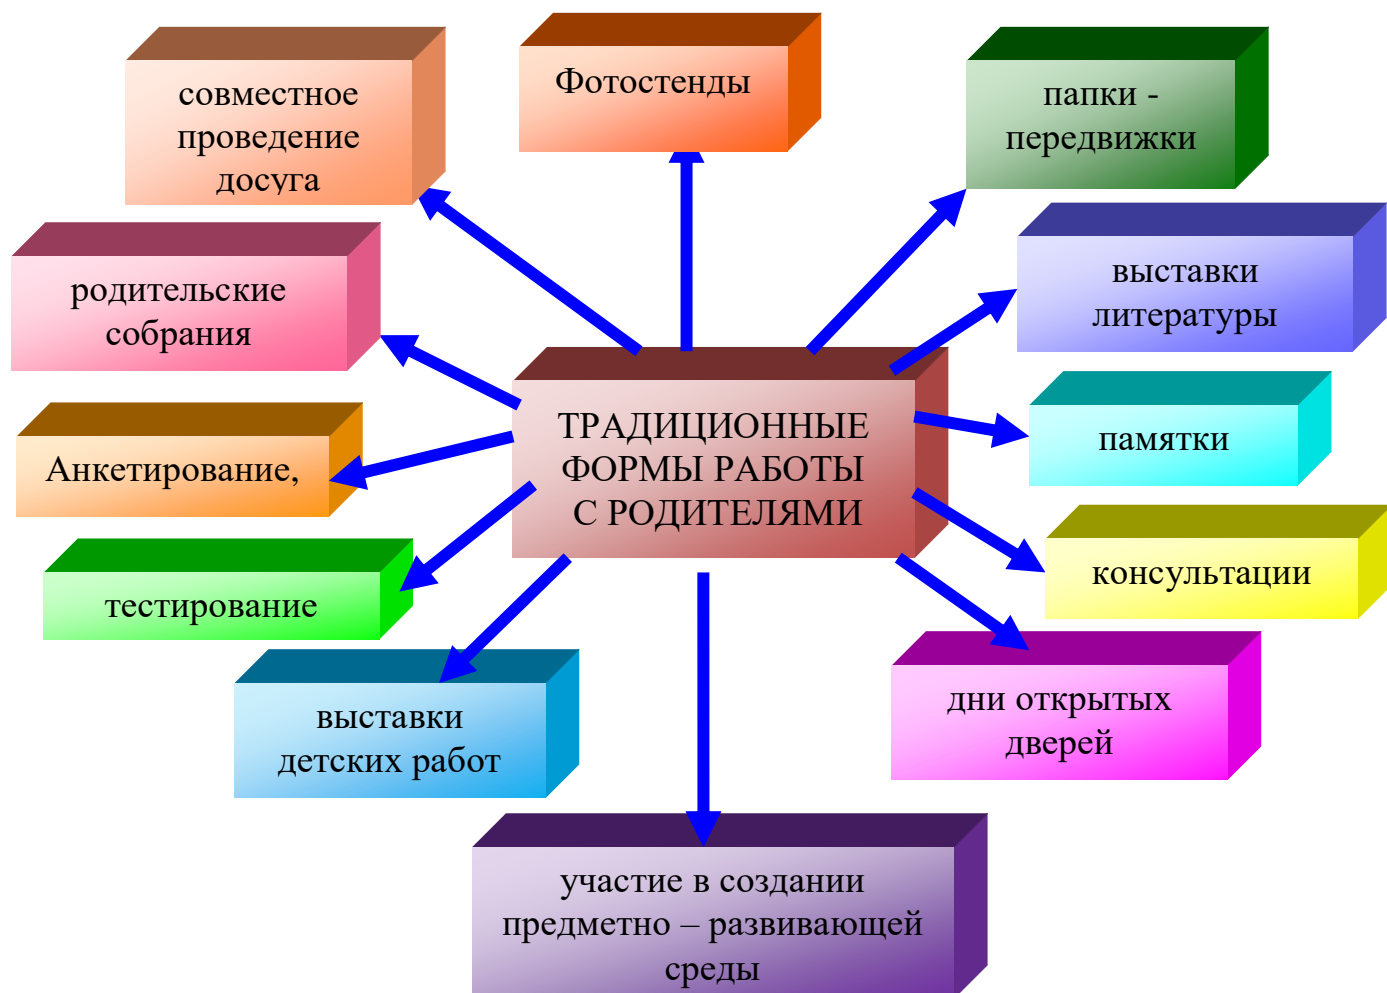 совместное
проведение
досуга
Фотостенды
папки -
передвижки
родительские
собрания
выставки
литературы
Анкетирование,
ТРАДИЦИОННЫЕ
ФОРМЫ РАБОТЫ
С РОДИТЕЛЯМИ
памятки
тестирование
консультации
выставки
детских работ
дни открытых
дверей
участие в создании
предметно – развивающей
среды